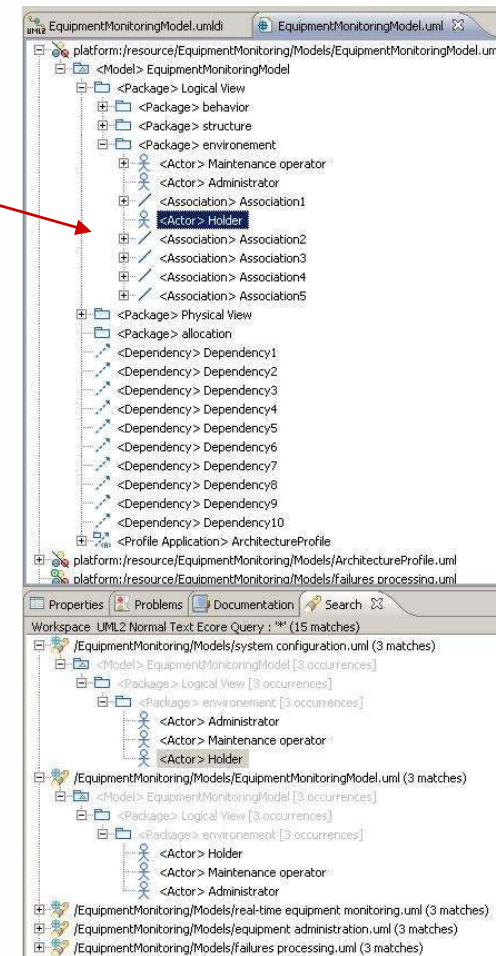 EquipmentMonitoringModel.umldi EquipmentMonitoringModel.uml
platform:/resource/EquipmentMonitoring/Models/EquipmentMonitoringModel.um
<Model> EquipmentMonitoringModel
<Package> Logical View
<Package> behavior
<Package> structure
<Package> environement
<Actor> Maintenance operator
<Actor> Administrator
<Association> Association1
<Actor> Holder
<Association> Association2
<Association> Association3
<Association> Association4
<Association> Association5
<Package> Physical View
<Package> allocation
<Dependency> Dependency1
<Dependency> Dependency2
<Dependency> Dependency3
<Dependency> Dependency4
<Dependency> Dependency5
<Dependency> Dependency6
<Dependency> Dependency7
<Dependency> Dependency8
<Dependency> Dependency9
<Dependency> Dependency10
<Profile Application> ArchitectureProfile
platform:/resource/EquipmentMonitoring/Models/ArchitectureProfile.uml
platform:/resource/EquipmentMonitoring/Models/failures processing.uml
Properties Problems Documentation Search
Workspace UML2 Normal Text Ecore Query : '*' (15 matches)
/EquipmentMonitoring/Models/system configuration.uml (3 matches)
<Model> EquipmentMonitoringModel [3 occurrences]
<Package> Logical View [3 occurrences]
<Package> environement [3 occurrences]
<Actor> Administrator
<Actor> Maintenance operator
<Actor> Holder
/EquipmentMonitoring/Models/EquipmentMonitoringModel.uml (3 matches)
<Model> EquipmentMonitoringModel [3 occurrences]
<Package> Logical View [3 occurrences]
<Package> environement [3 occurrences]
<Actor> Holder
<Actor> Maintenance operator
<Actor> Administrator
/EquipmentMonitoring/Models/real-time equipment monitoring.uml (3 matches)
/EquipmentMonitoring/Models/equipment administration.uml (3 matches)
/EquipmentMonitoring/Models/failures processing.uml (3 matches)